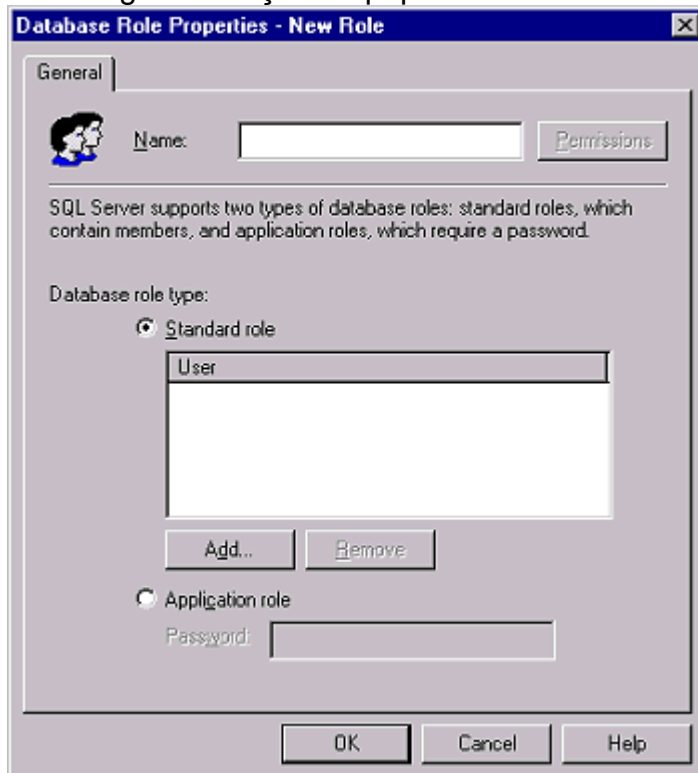 Database Role Properties - New Role
General
Name:
Permissions
SQL Server supports two types of database roles: standard roles, which
contain members, and application roles, which require a password.
Database role type:
Standard role
User
Add...
Remove
Application role
Password:
OK
Cancel
Help